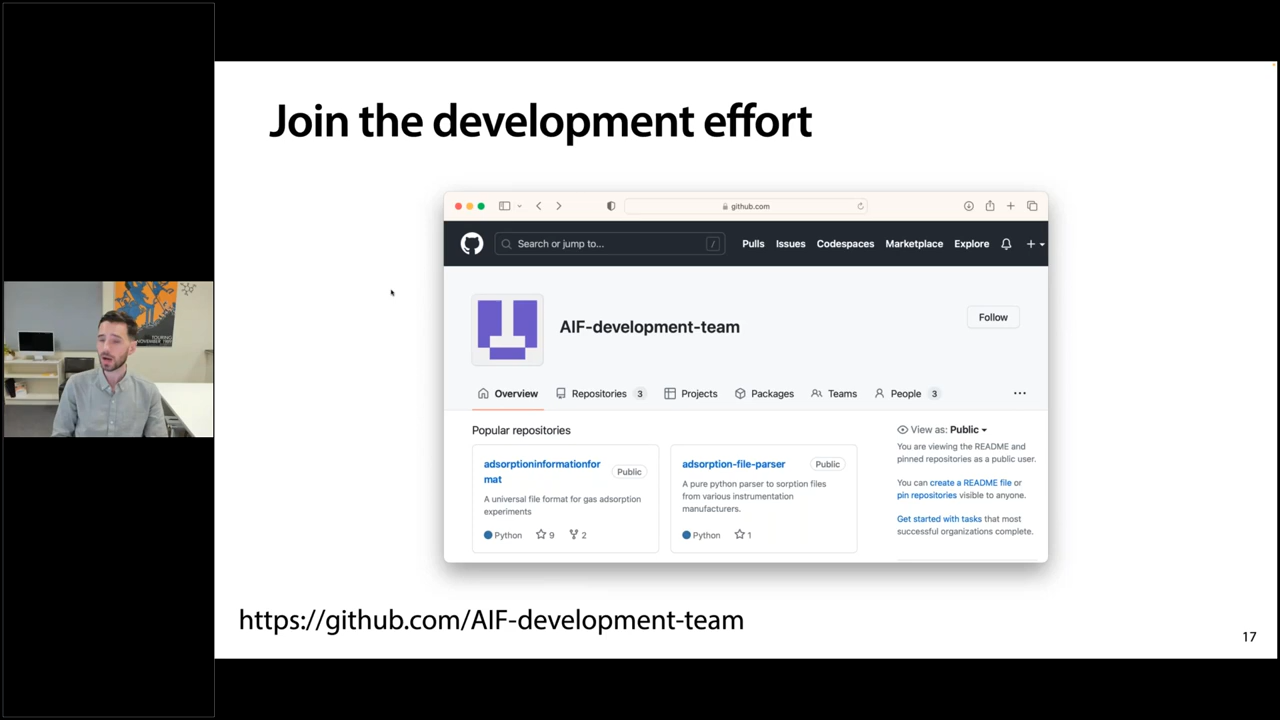 Join the development effort
github.com
Search or jump to...
/
Pulls
Issues
Codespaces
Marketplace
Explore
AIF-development-team
Follow
Overview
Repositories 3
Projects
Packages
Teams
People 3
Popular repositories
adsorptioninformationfor
mat
Public
A universal file format for gas adsorption
experiments
Python
9
2
adsorption-file-parser
Public
A pure python parser to sorption files
from various instrumentation
manufacturers.
Python
1
View as: Public
You are viewing the README and
pinned repositories as a public user.
You can create a README file or
pin repositories visible to anyone.
Get started with tasks that most
successful organizations complete.
https://github.com/AIF-development-team
17
TOURING
NOVEMBER 1999